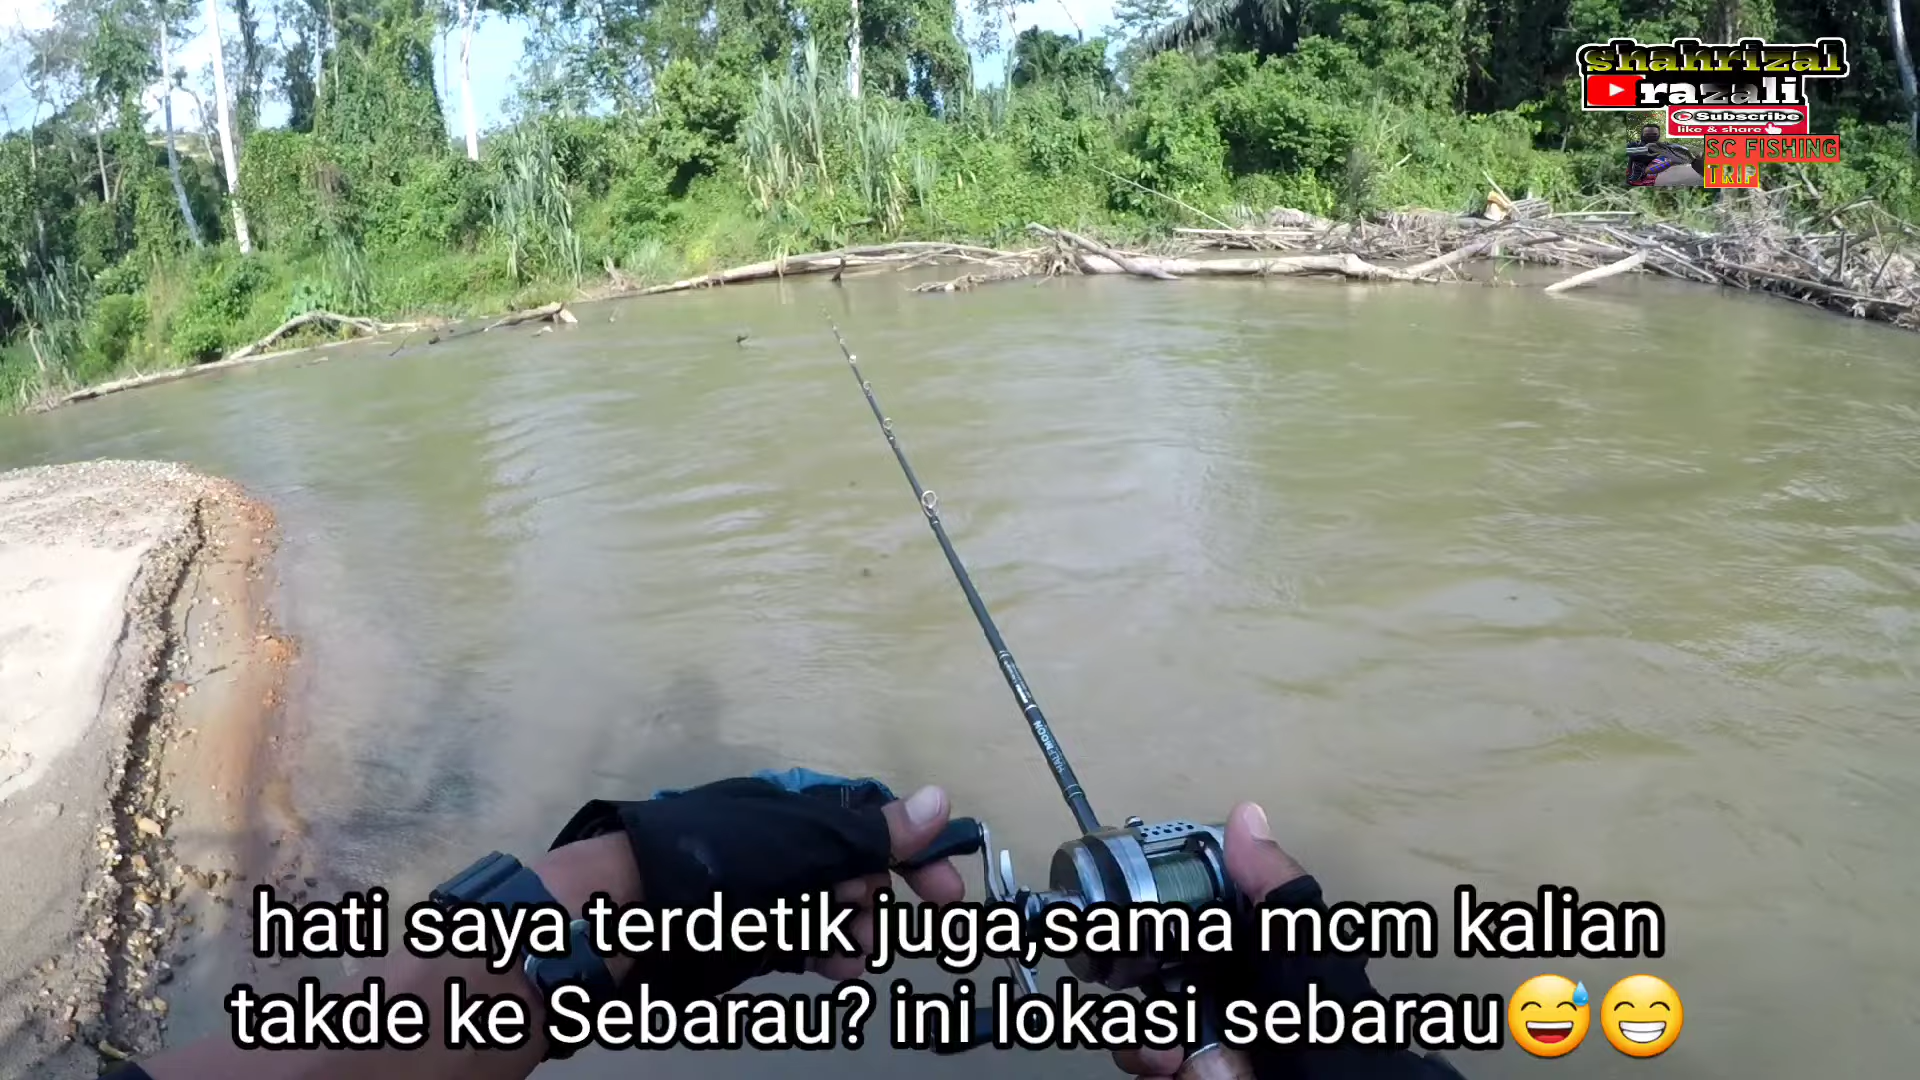 shahrizal
razali
Subscribe
like & share
SC FISHING
TRIP
HALFMOON
hati saya terdetik juga,sama mcm kalian
takde ke Sebarau? ini lokasi sebarau😅😁